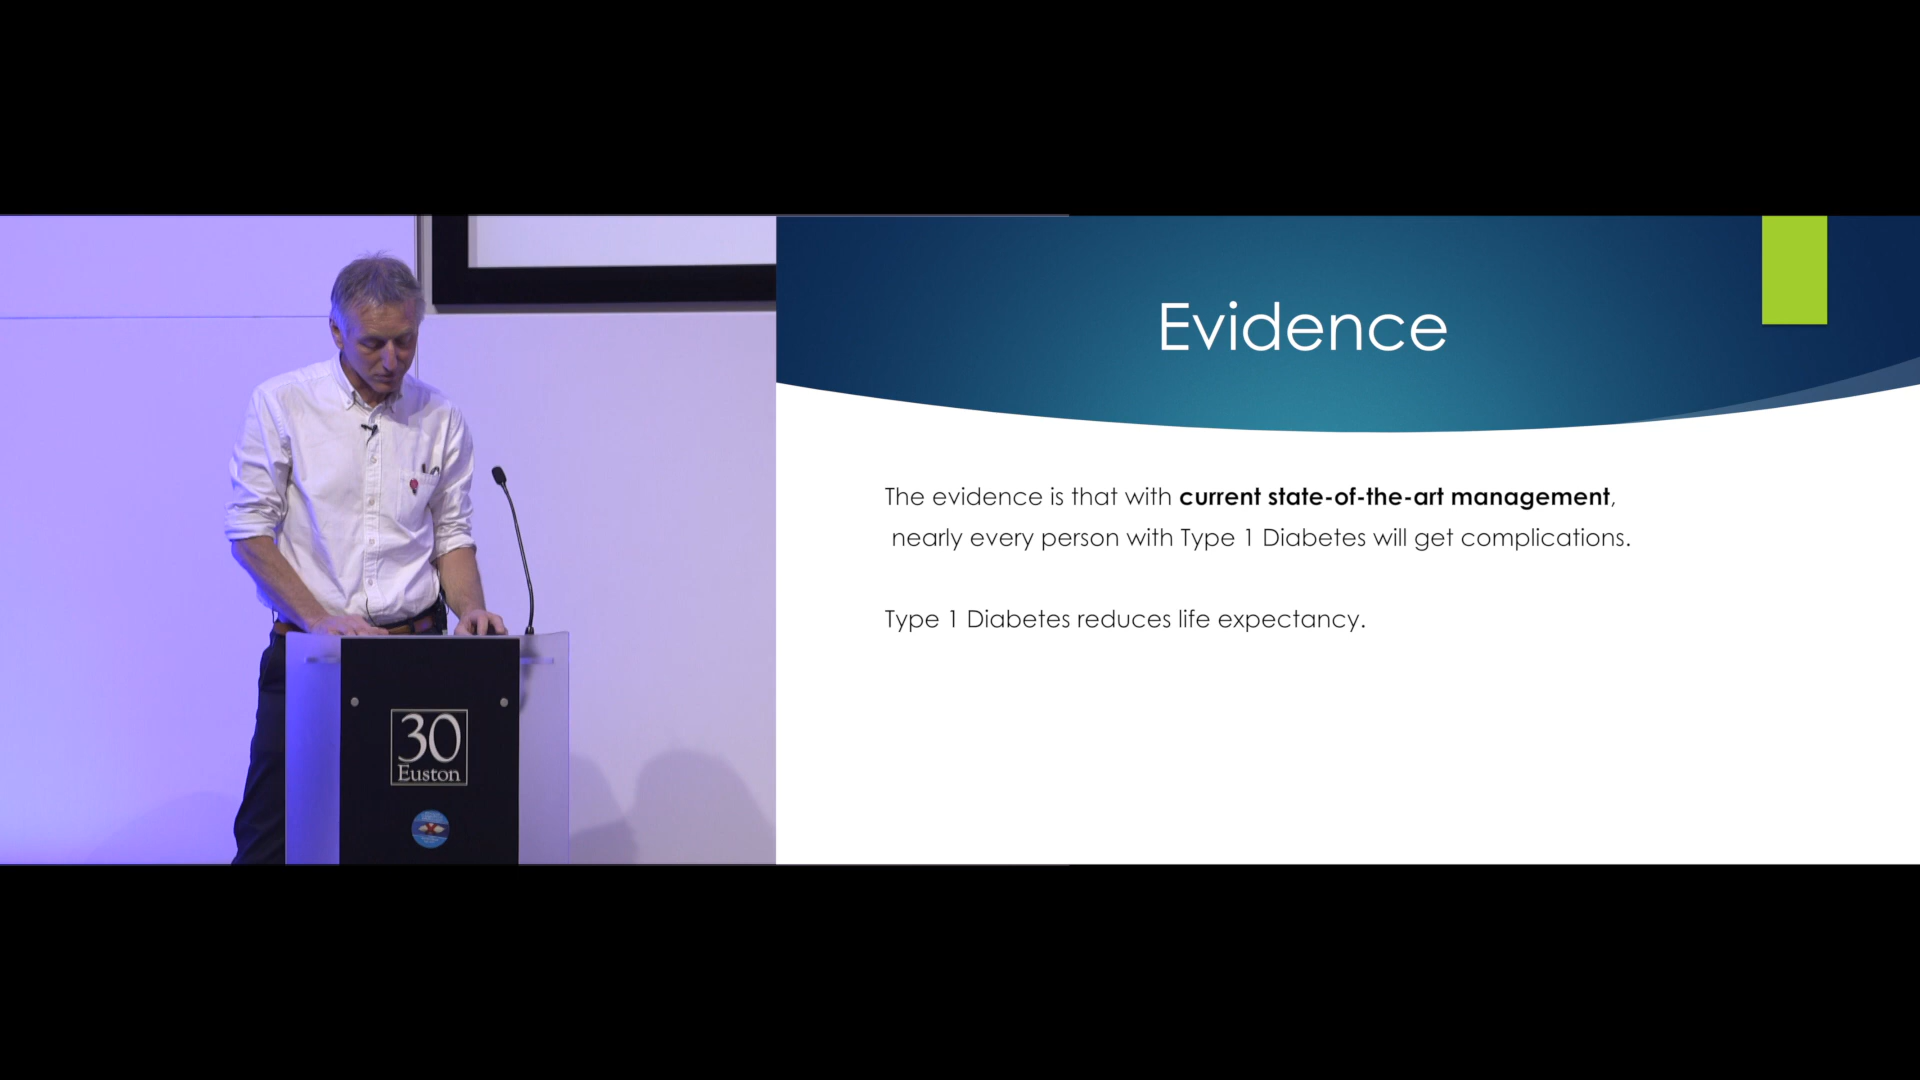 Evidence
The evidence is that with current state-of-the-art management,
nearly every person with Type 1 Diabetes will get complications.
Type 1 Diabetes reduces life expectancy.
30
Euston